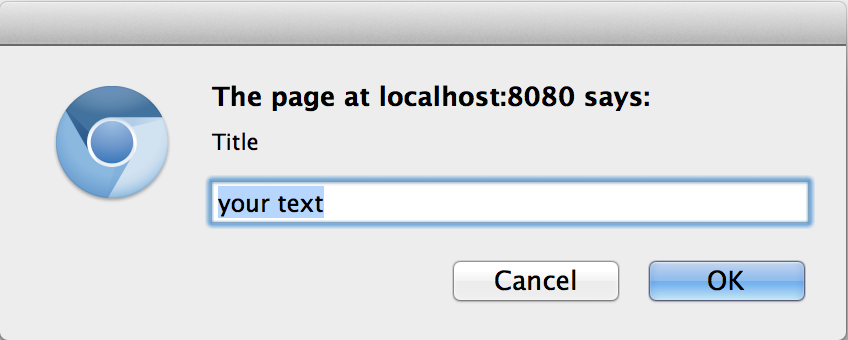 The page at localhost:8080 says:
Title
your text
Cancel OK